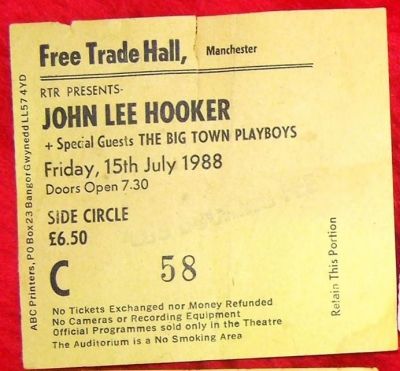 Free Trade Hall, Manchester
RTR PRESENTS-
JOHN LEE HOOKER
+ Special Guests THE BIG TOWN PLAYBOYS
Friday, 15th July 1988
Doors Open 7.30
SIDE CIRCLE
£6.50
C 58
No Tickets Exchanged nor Money Refunded
No Cameras or Recording Equipment
Official Programmes sold only in the Theatre
The Auditorium is a No Smoking Area
ABC Printers, PO Box 23 Bangor Gwynedd LL57 4YD
Retain This Portion